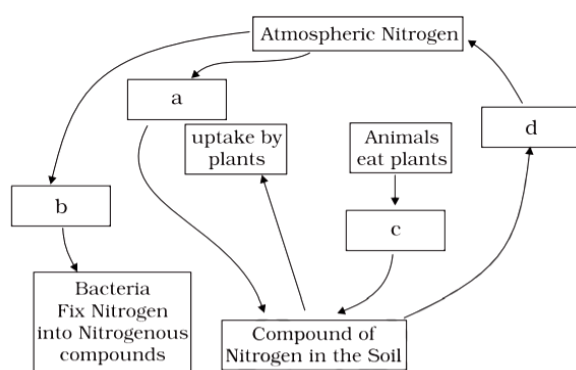 Atmospheric Nitrogen
a
d
uptake by
plants
Animals
eat plants
b
c
Bacteria
Fix Nitrogen
into Nitrogenous
compounds
Compound of
Nitrogen in the Soil